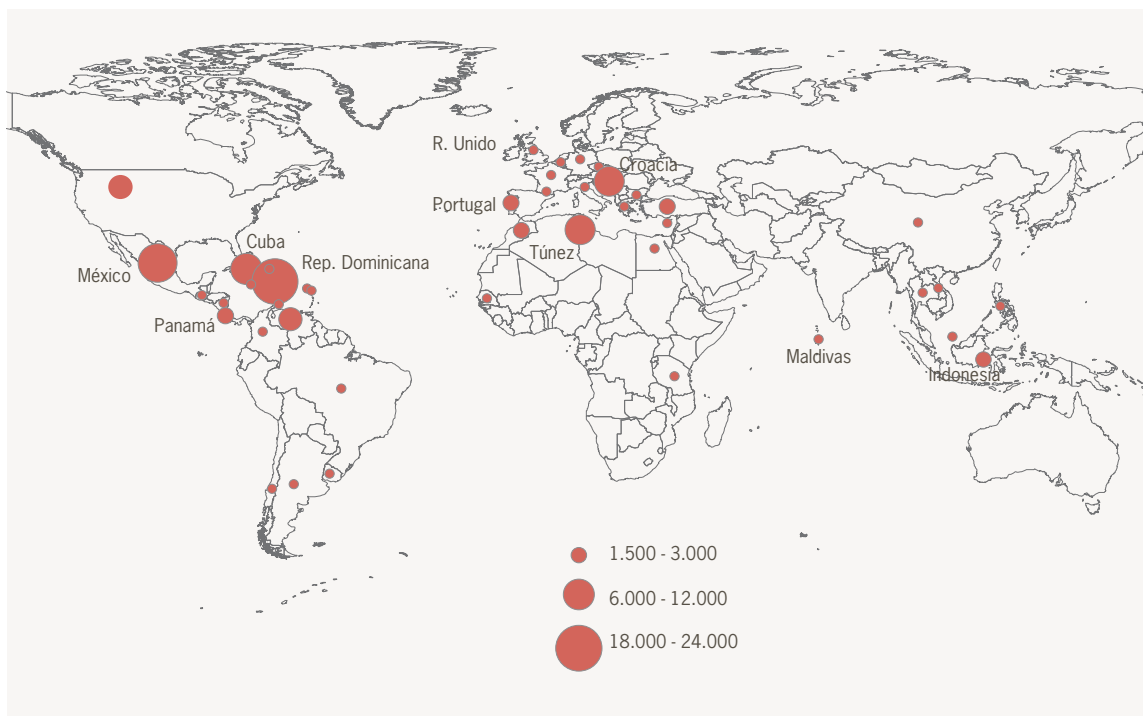 R. Unido
Croacia
Portugal
Cuba
Túnez
Rep. Dominicana
México
Panamá
Maldivas
Indonesia
1.500 - 3.000
6.000 - 12.000
18.000 - 24.000